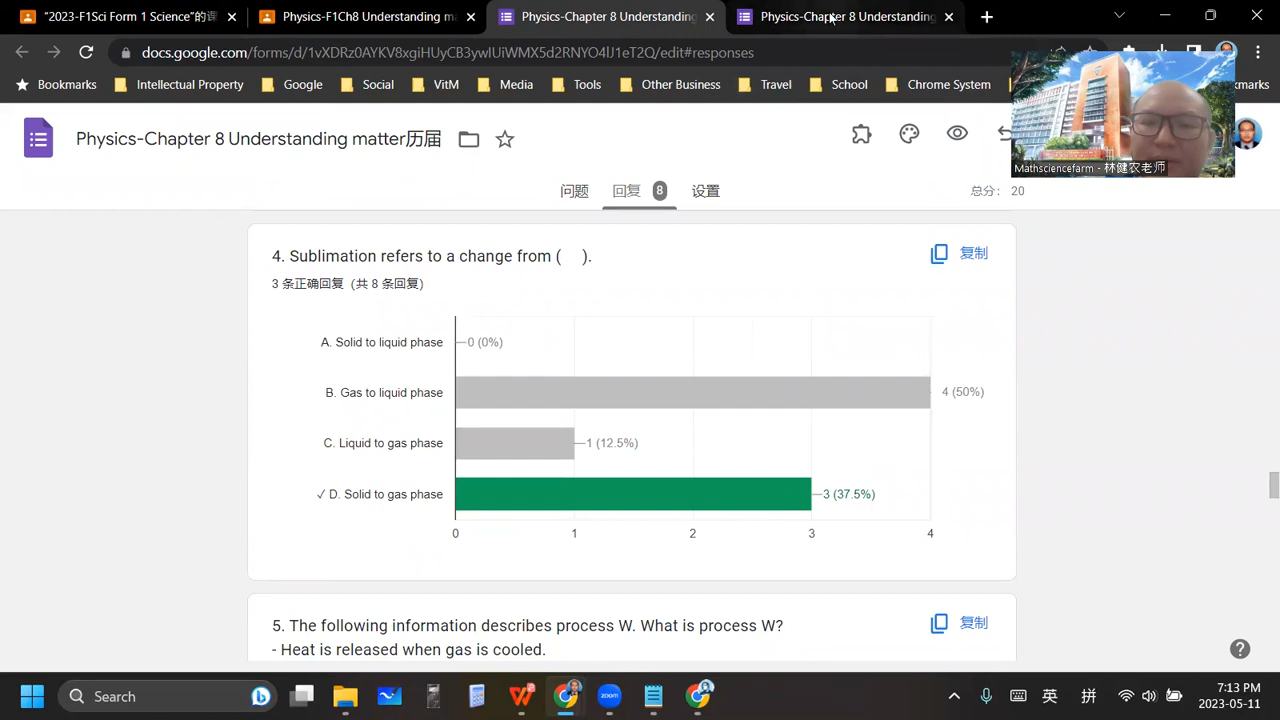 "2023-F1Sci Form 1 Science"的课
Physics-F1Ch8 Understanding ma
Physics-Chapter 8 Understanding
Physics-Chapter 8 Understanding
docs.google.com/forms/d/1vXDRz0AYKV8xgiHUyCB3vwlUiWMX5d2RNYO4lJ1eT2Q/edit#responses
Bookmarks
Intellectual Property
Google
Social
VitM
Media
Tools
Other Business
Travel
School
Chrome System
Physics-Chapter 8 Understanding matter历届
Mathsciencefarm - 林健农老师
问题
回复
8
设置
总分: 20
4. Sublimation refers to a change from ( ).
复制
3 条正确回复（共 8 条回复）
A. Solid to liquid phase
0 (0%)
B. Gas to liquid phase
4 (50%)
C. Liquid to gas phase
1 (12.5%)
✓ D. Solid to gas phase
3 (37.5%)
0 1 2 3 4
5. The following information describes process W. What is process W?
复制
- Heat is released when gas is cooled.
Search
英
拼
7:13 PM
2023-05-11